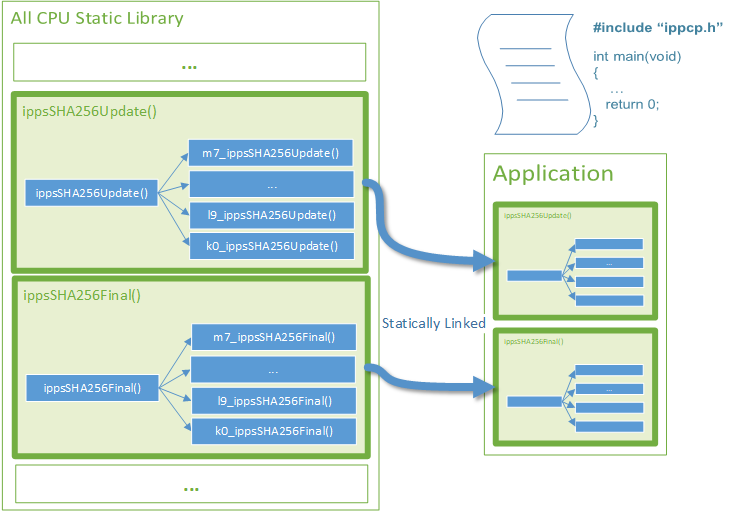 All CPU Static Library
...
ippsSHA256Update()
ippsSHA256Update()
m7_ippsSHA256Update()
...
l9_ippsSHA256Update()
k0_ippsSHA256Update()
ippsSHA256Final()
ippsSHA256Final()
m7_ippsSHA256Final()
...
l9_ippsSHA256Final()
k0_ippsSHA256Final()
...
Statically Linked
#include “ippcp.h”
int main(void)
{
...
return 0;
}
Application
ippsSHA256Update()
...
ippsSHA256Final()
...